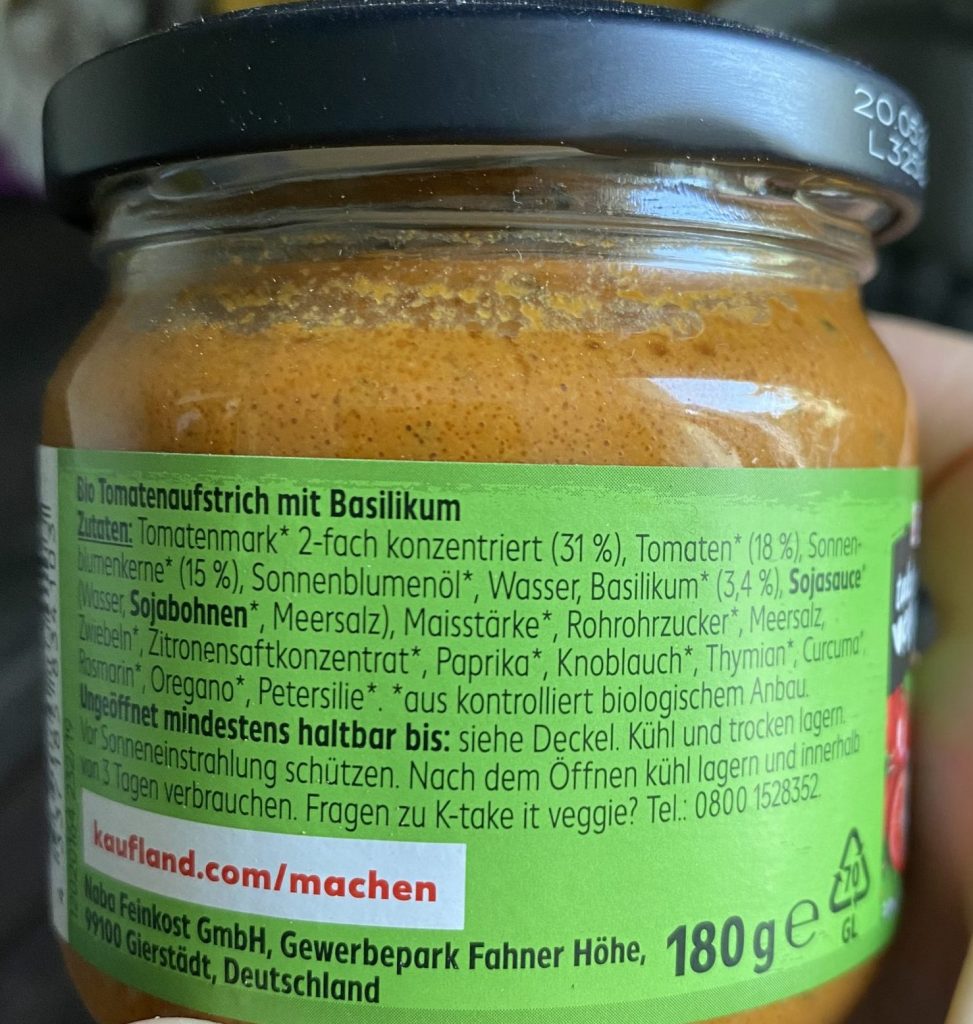 20.05
L325
Bio Tomatenaufstrich mit Basilikum
Zutaten: Tomatenmark* 2-fach konzentriert (31 %), Tomaten* (18 %), Sonnen-
blumenkerne* (15 %), Sonnenblumenöl*, Wasser, Basilikum* (3,4 %), Sojasauce*
(Wasser, Sojabohnen*, Meersalz), Maisstärke*, Rohrohrzucker*, Meersalz,
Zwiebeln*, Zitronensaftkonzentrat*, Paprika*, Knoblauch*, Thymian*, Curcuma*,
Rosmarin*, Oregano*, Petersilie*. *aus kontrolliert biologischem Anbau.
Ungeöffnet mindestens haltbar bis: siehe Deckel. Kühl und trocken lagern.
Vor Sonneneinstrahlung schützen. Nach dem Öffnen kühl lagern und innerhalb
von 3 Tagen verbrauchen. Fragen zu K-take it veggie? Tel.: 0800 1528352
kaufland.com/machen
Naba Feinkost GmbH, Gewerbepark Fahner Höhe,
99100 Gierstädt, Deutschland
180 g e
70
GL